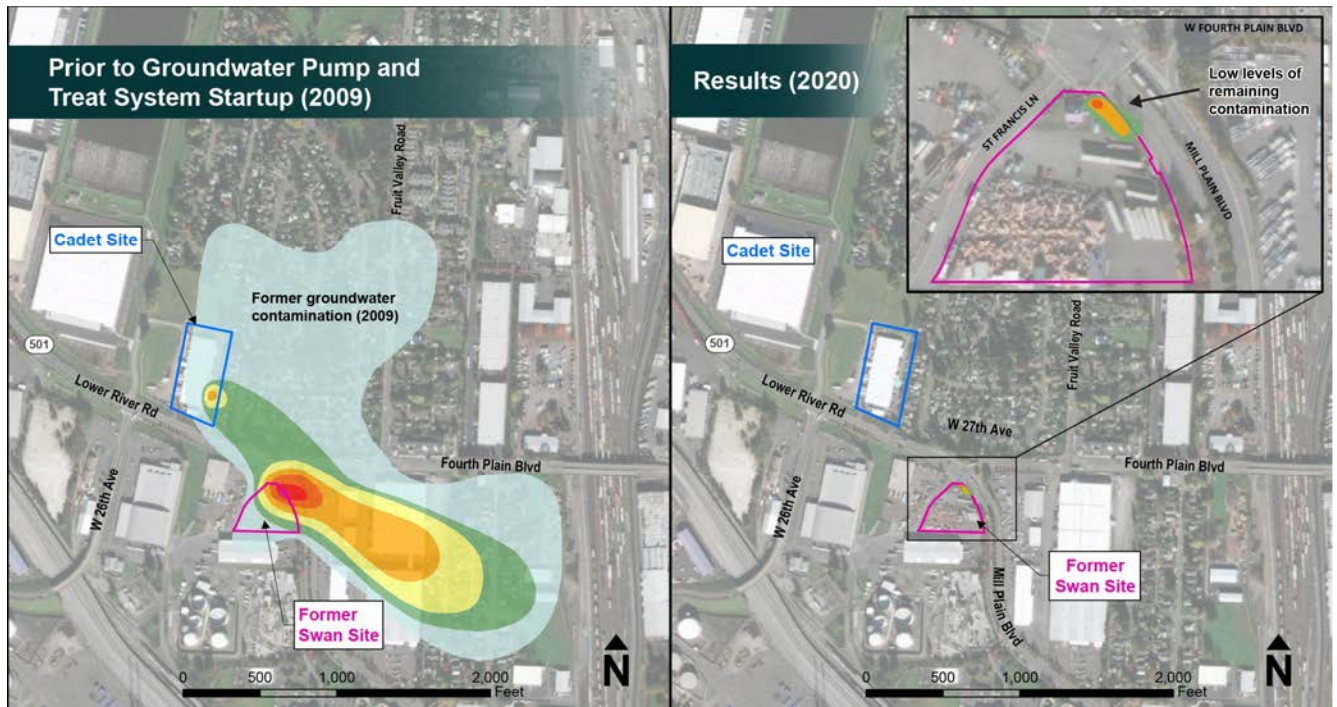 Prior to Groundwater Pump and
Treat System Startup (2009)
Fruit Valley Road
Cadet Site
Former groundwater
contamination (2009)
501
Lower River Rd
W 26th Ave
Fourth Plain Blvd
Former
Swan Site
0 500 1,000 2,000
Feet
N
Results (2020)
W FOURTH PLAIN BLVD
Low levels of
remaining
contamination
ST FRANCIS LN
MILL PLAIN BLVD
Cadet Site
501
Fruit Valley Road
Lower River Rd
W 27th Ave
W 26th Ave
Fourth Plain Blvd
Former
Swan Site
Mill Plain Blvd
0 500 1,000 2,000
Feet
N